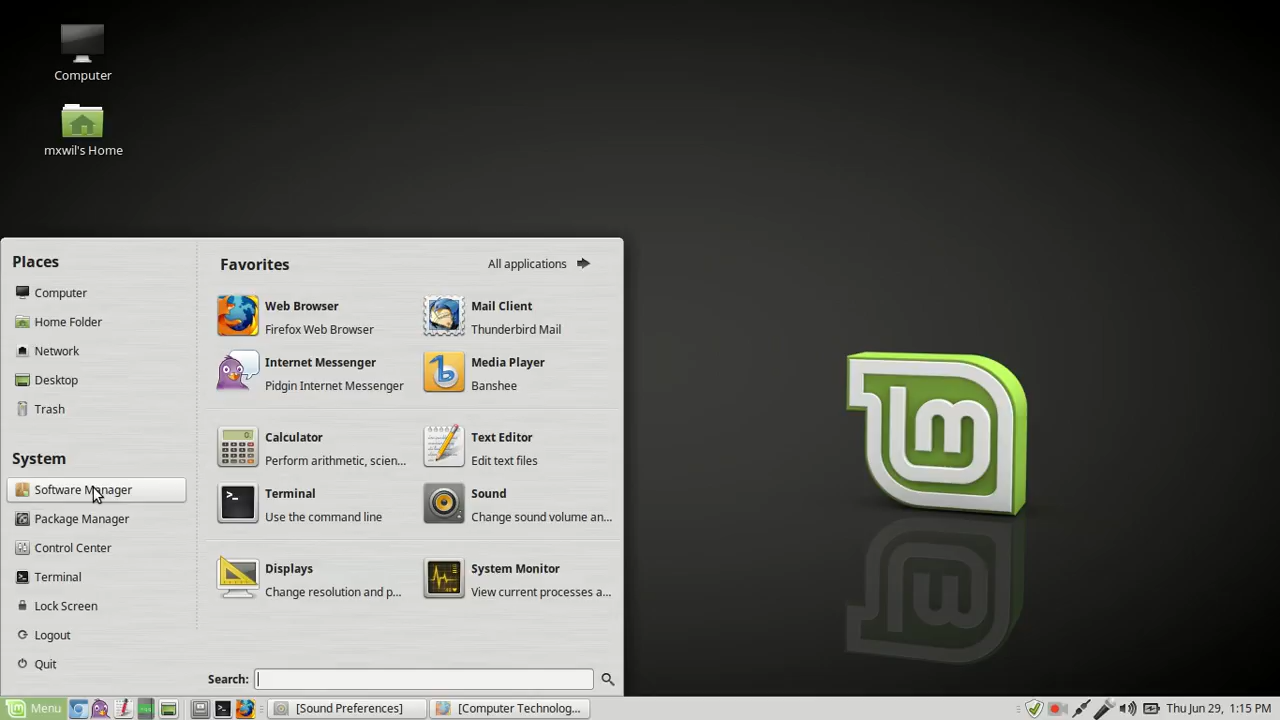 Computer
mxwil's Home
Places
Computer
Home Folder
Network
Desktop
Trash
System
Software Manager
Package Manager
Control Center
Terminal
Lock Screen
Logout
Quit
Favorites
All applications
Web Browser
Firefox Web Browser
Mail Client
Thunderbird Mail
Internet Messenger
Pidgin Internet Messenger
Media Player
Banshee
Calculator
Perform arithmetic, scien...
Text Editor
Edit text files
Terminal
Use the command line
Sound
Change sound volume an...
Displays
Change resolution and p...
System Monitor
View current processes a...
Search:
Menu
[Sound Preferences]
[Computer Technolog...
Thu Jun 29, 1:15 PM